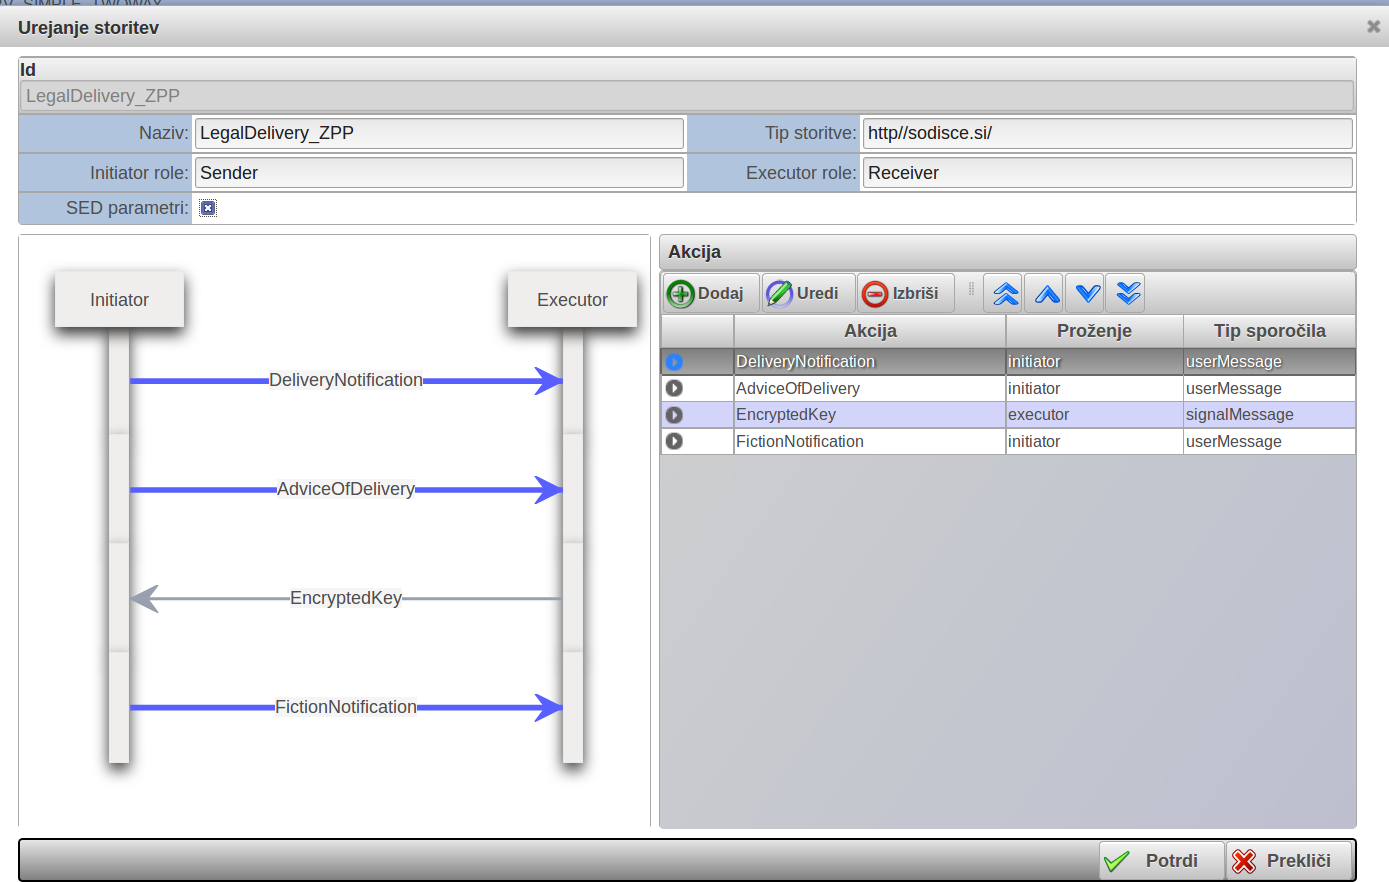 Urejanje storitev
Id
LegalDelivery_ZPP
Naziv: LegalDelivery_ZPP Tip storitve: http//sodisce.si/
Initiator role: Sender Executor role: Receiver
SED parametri:
Initiator Executor
DeliveryNotification
AdviceOfDelivery
EncryptedKey
FictionNotification
Akcija
Dodaj Uredi Izbriši
Akcija Proženje Tip sporočila
DeliveryNotification initiator userMessage
AdviceOfDelivery initiator userMessage
EncryptedKey executor signalMessage
FictionNotification initiator userMessage
Potrdi Prekliči